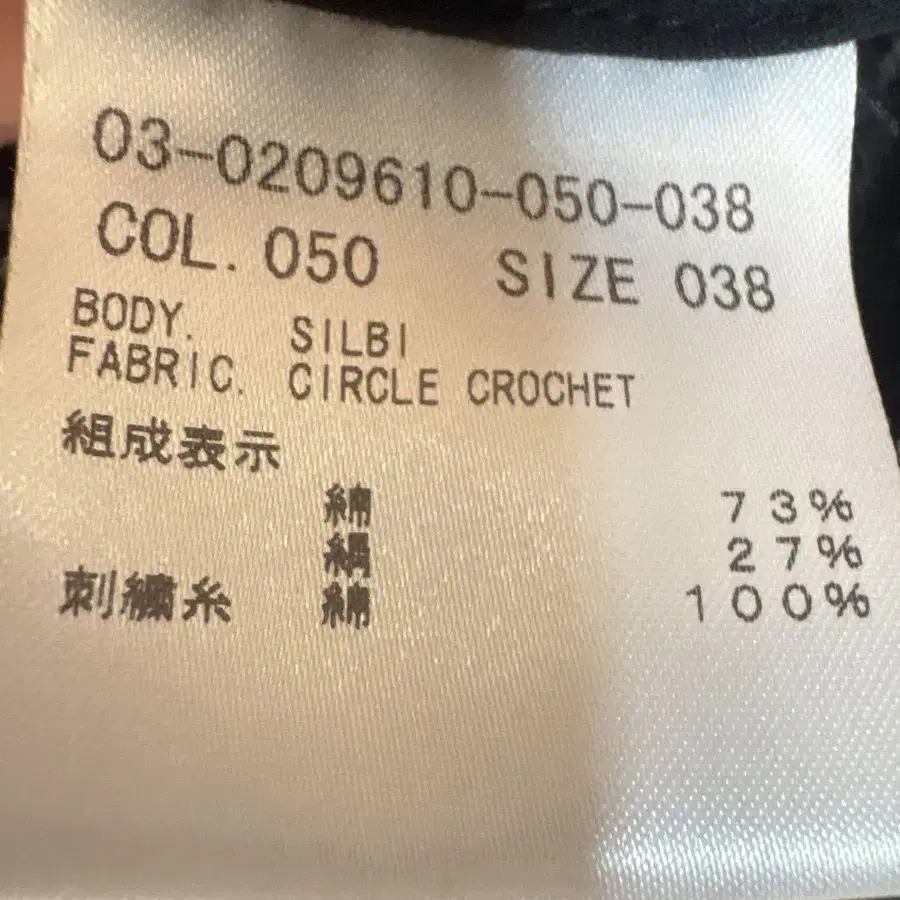 03-0209610-050-038
COL. 050 SIZE 038
BODY. SILBI
FABRIC. CIRCLE CROCHET
組成表示
綿 73%
絹 27%
刺繍糸 綿 100%